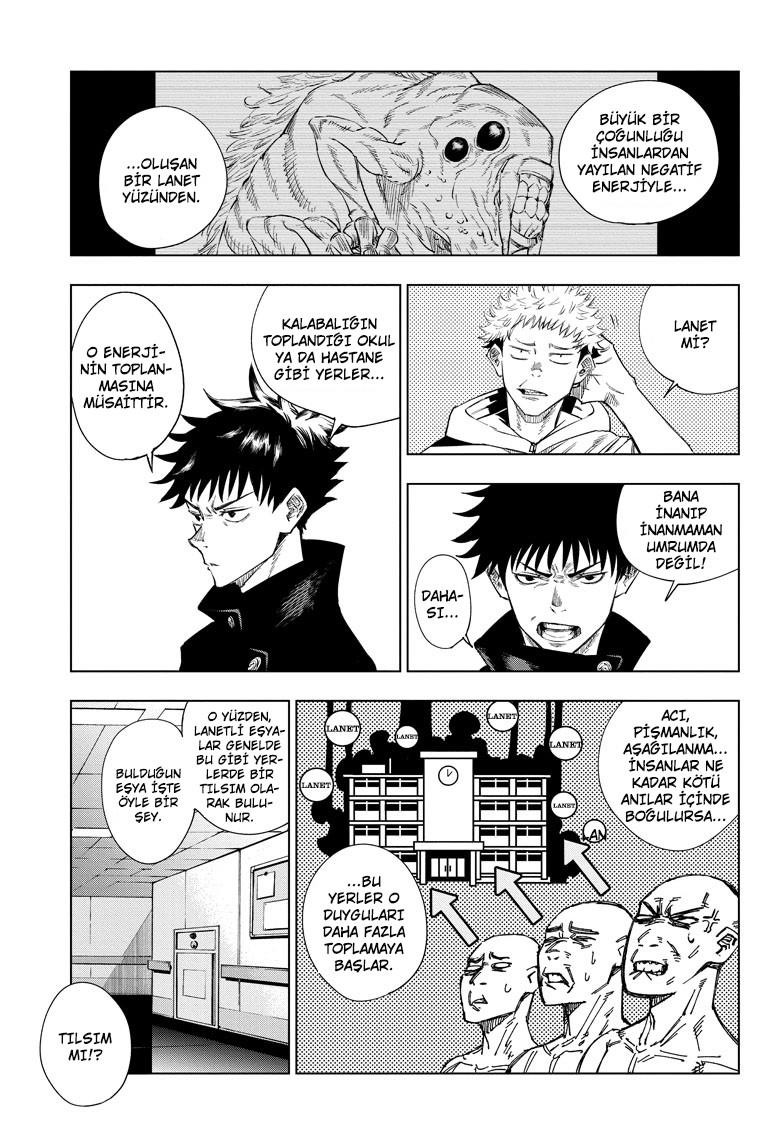 BÜYÜK BİR
ÇOĞUNLUĞU
İNSANLARDAN
YAYILAN NEGATİF
ENERJİYLE...
...OLUŞAN
BİR LANET
YÜZÜNDEN.
LANET
Mİ?
KALABALIĞIN
TOPLANDIĞI OKUL
YA DA HASTANE
GİBİ YERLER...
O ENERJİ-
NİN TOPLAN-
MASINA
MÜSAİTTİR.
BANA
İNANIP
İNANMAMAN
UMRUMDA
DEĞİL!
DAHA-
SI...
ACI,
PİŞMANLIK,
AŞAĞILANMA...
İNSANLAR NE
KADAR KÖTÜ
ANILAR İÇİNDE
BOĞULURSA...
LANET
LANET
LANET
LANET
LANET
LANET
LAN
...BU
YERLER O
DUYGULARI
DAHA FAZLA
TOPLAMAYA
BAŞLAR.
O YÜZDEN,
LANETLİ EŞYA-
LAR GENELDE
BU GİBİ YER-
LERDE BİR
TILSIM OLA-
RAK BULU-
NUR.
BULDUĞUN
EŞYA İŞTE
ÖYLE BİR
ŞEY.
TILSIM
MI!?